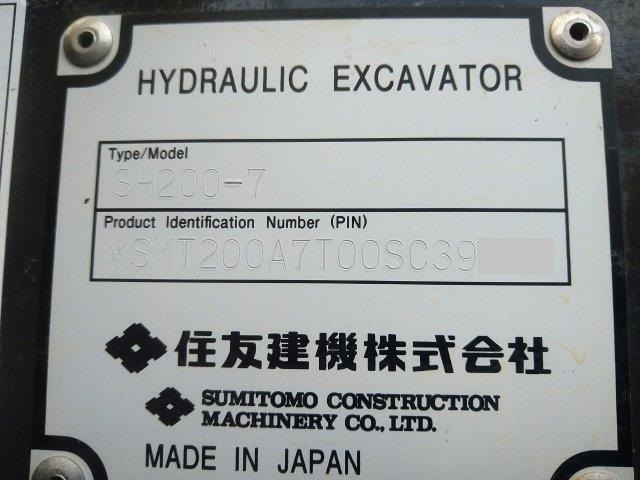 HYDRAULIC EXCAVATOR
Type/Model
SH200-7
Product Identification Number (PIN)
*SMT200A7T00SC39
住友建機株式会社
SUMITOMO CONSTRUCTION
MACHINERY CO., LTD.
MADE IN JAPAN